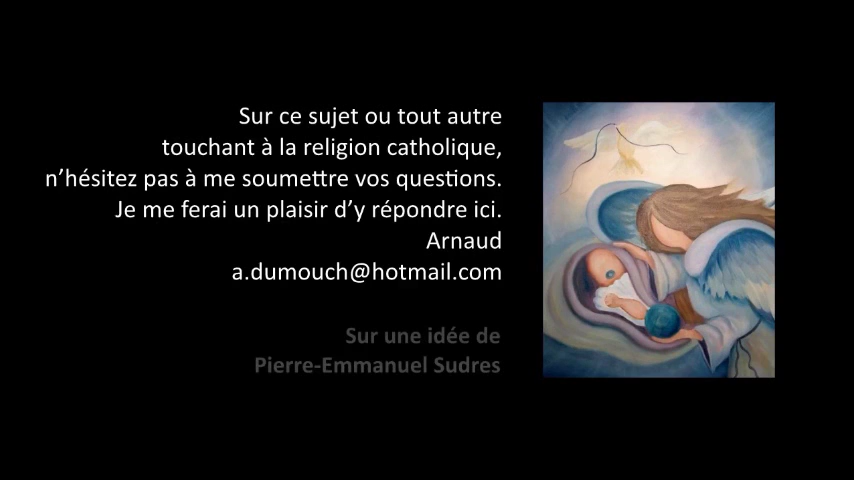 Sur ce sujet ou tout autre
touchant à la religion catholique,
n’hésitez pas à me soumettre vos questions.
Je me ferai un plaisir d’y répondre ici.
Arnaud
a.dumouch@hotmail.com
Sur une idée de
Pierre-Emmanuel Sudres